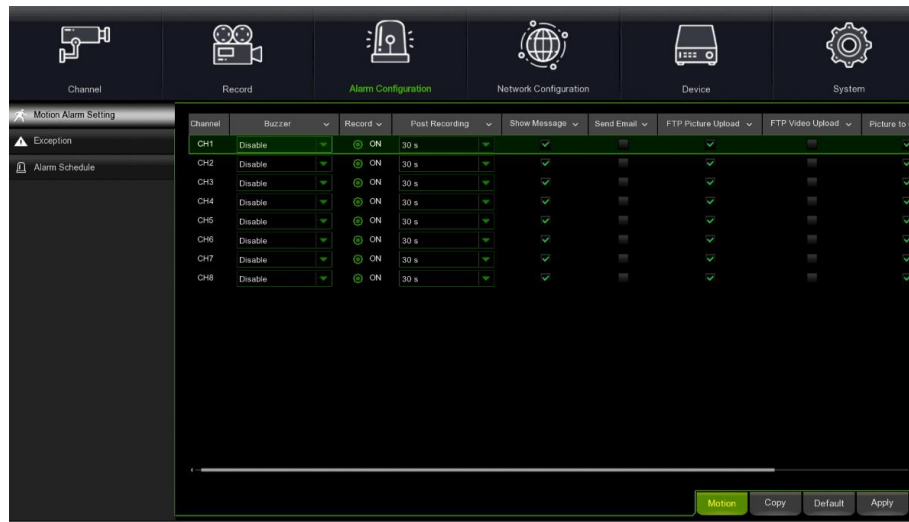 Channel Record Alarm Configuration Network Configuration Device System
Motion Alarm Setting
Exception
Alarm Schedule
Channel Buzzer Record Post Recording Show Message Send Email FTP Picture Upload FTP Video Upload Picture to
CH1 Disable ON 30 s
CH2 Disable ON 30 s
CH3 Disable ON 30 s
CH4 Disable ON 30 s
CH5 Disable ON 30 s
CH6 Disable ON 30 s
CH7 Disable ON 30 s
CH8 Disable ON 30 s
Motion Copy Default Apply